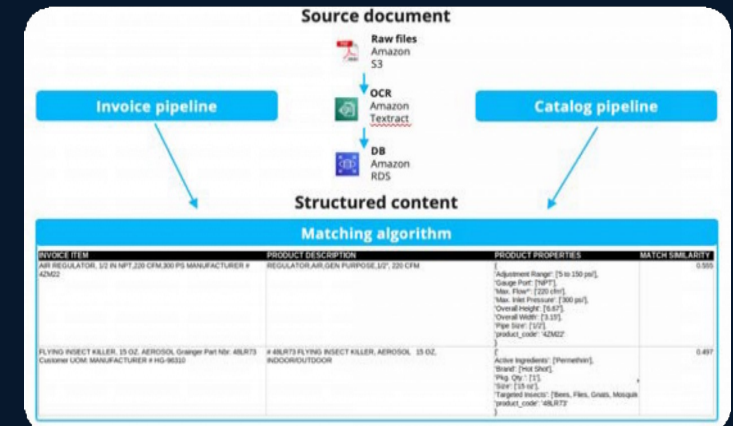 Source document
Raw files
Amazon
S3
OCR
Amazon
Textract
Invoice pipeline
Catalog pipeline
DB
Amazon
RDS
Structured content
Matching algorithm
INVOICE ITEM PRODUCT DESCRIPTION PRODUCT PROPERTIES MATCH SIMILARITY
AIR REGULATOR, 1/2 IN NPT,220 CFM,300 PS MANUFACTURER #
4ZM22
REGULATOR,AIR,GEN PURPOSE,1/2", 220 CFM
{
'Adjustment Range': ['5 to 150 psi'],
'Gauge Port': ['NPT'],
'Max. Flow*': ['220 cfm'],
'Max. Inlet Pressure': ['300 psi'],
'Overall Height': ['6.67'],
'Overall Width': ['3.15'],
'Pipe Size': ['1/2'],
'product_code': '4ZM22'
}
FLYING INSECT KILLER, 15 OZ. AEROSOL Grainger Part Nbr: 48LR73
Customer UOM: MANUFACTURER # HG-96310
# 48LR73 FLYING INSECT KILLER, AEROSOL 15 OZ,
INDOOR/OUTDOOR
{
Active Ingredients': ['Permethrin'],
'Brand': ['Hot Shot'],
'Pkg. Qty.': ['1'],
'Size': ['15 oz'],
'Targeted Insects': ['Bees, Flies, Gnats, Mosquit
'product_code': '48LR73'
}
0.497